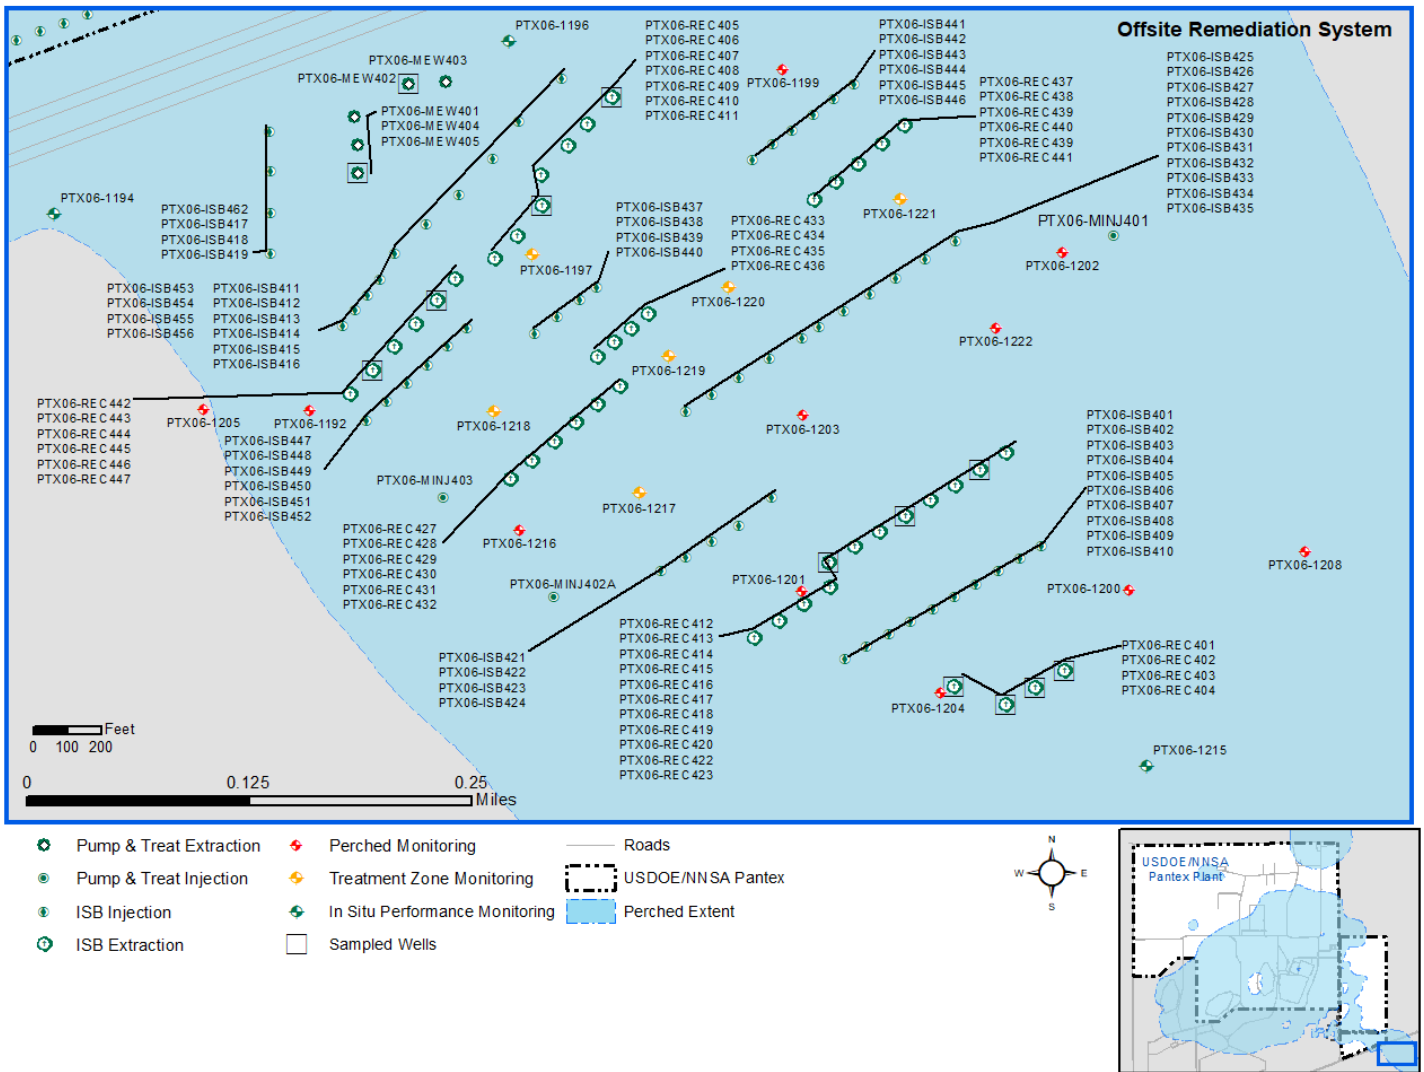 Offsite Remediation System
PTX06-1196
PTX06-MEW403
PTX06-MEW402
PTX06-MEW401
PTX06-MEW404
PTX06-MEW405
PTX06-REC405
PTX06-REC406
PTX06-REC407
PTX06-REC408
PTX06-REC409
PTX06-REC410
PTX06-REC411
PTX06-1199
PTX06-ISB441
PTX06-ISB442
PTX06-ISB443
PTX06-ISB444
PTX06-ISB445
PTX06-ISB446
PTX06-REC437
PTX06-REC438
PTX06-REC439
PTX06-REC440
PTX06-REC439
PTX06-REC441
PTX06-ISB425
PTX06-ISB426
PTX06-ISB427
PTX06-ISB428
PTX06-ISB429
PTX06-ISB430
PTX06-ISB431
PTX06-ISB432
PTX06-ISB433
PTX06-ISB434
PTX06-ISB435
PTX06-1194
PTX06-ISB462
PTX06-ISB417
PTX06-ISB418
PTX06-ISB419
PTX06-1197
PTX06-ISB437
PTX06-ISB438
PTX06-ISB439
PTX06-ISB440
PTX06-REC433
PTX06-REC434
PTX06-REC435
PTX06-REC436
PTX06-1221
PTX06-MINJ401
PTX06-1202
PTX06-1220
PTX06-1222
PTX06-ISB453
PTX06-ISB454
PTX06-ISB455
PTX06-ISB456
PTX06-ISB411
PTX06-ISB412
PTX06-ISB413
PTX06-ISB414
PTX06-ISB415
PTX06-ISB416
PTX06-1219
PTX06-REC442
PTX06-REC443
PTX06-REC444
PTX06-REC445
PTX06-REC446
PTX06-REC447
PTX06-1205
PTX06-1192
PTX06-1218
PTX06-1203
PTX06-ISB447
PTX06-ISB448
PTX06-ISB449
PTX06-ISB450
PTX06-ISB451
PTX06-ISB452
PTX06-MINJ403
PTX06-1217
PTX06-ISB401
PTX06-ISB402
PTX06-ISB403
PTX06-ISB404
PTX06-ISB405
PTX06-ISB406
PTX06-ISB407
PTX06-ISB408
PTX06-ISB409
PTX06-ISB410
PTX06-REC427
PTX06-REC428
PTX06-REC429
PTX06-REC430
PTX06-REC431
PTX06-REC432
PTX06-1216
PTX06-MINJ402A
PTX06-1201
PTX06-1200
PTX06-1208
PTX06-ISB421
PTX06-ISB422
PTX06-ISB423
PTX06-ISB424
PTX06-REC412
PTX06-REC413
PTX06-REC414
PTX06-REC415
PTX06-REC416
PTX06-REC417
PTX06-REC418
PTX06-REC419
PTX06-REC420
PTX06-REC422
PTX06-REC423
PTX06-1204
PTX06-REC401
PTX06-REC402
PTX06-REC403
PTX06-REC404
PTX06-1215
Feet
0 100 200
0 0.125 0.25
Miles
Pump & Treat Extraction
Pump & Treat Injection
ISB Injection
ISB Extraction
Perched Monitoring
Treatment Zone Monitoring
In Situ Performance Monitoring
Sampled Wells
Roads
USDOE/NNSA Pantex
Perched Extent
N
W E
S
USDOE/NNSA
Pantex Plant